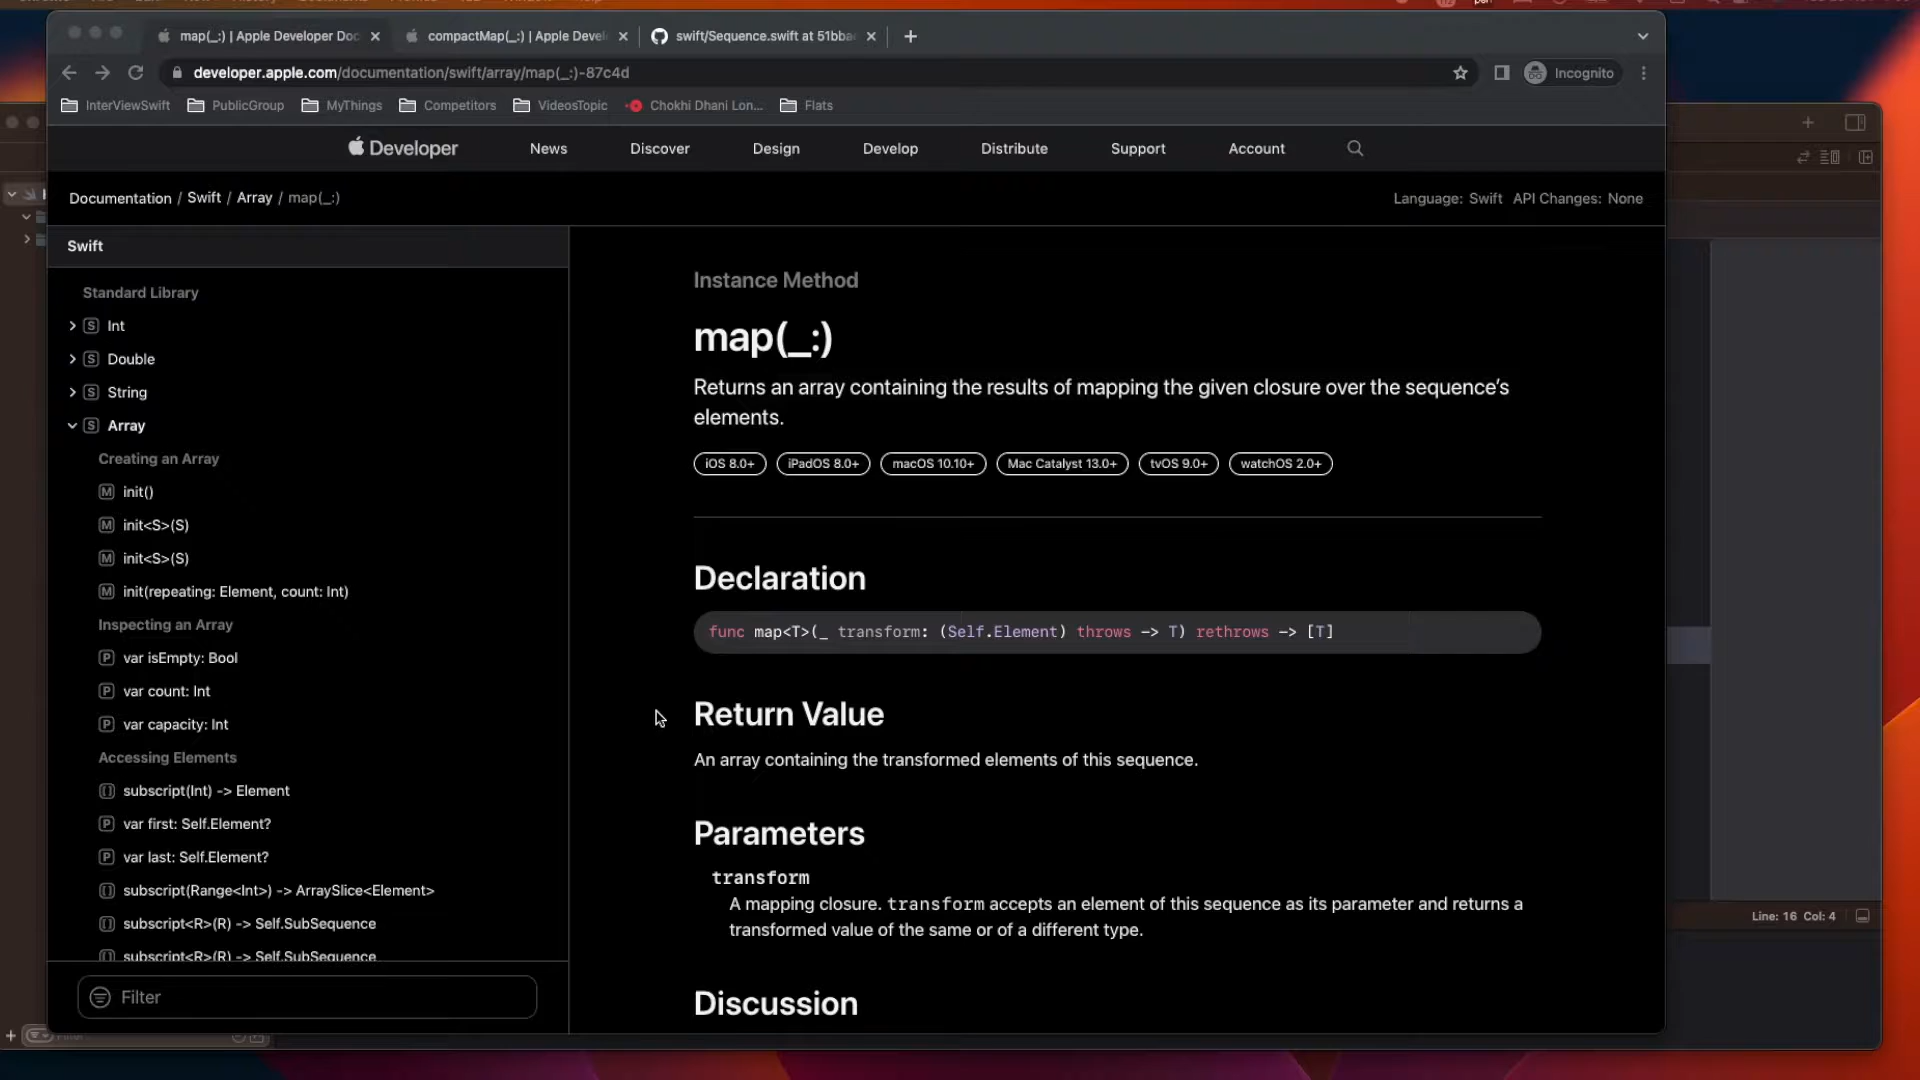 map(_:) | Apple Developer Doc
compactMap(_:) | Apple Devel
swift/Sequence.swift at 51bba
developer.apple.com/documentation/swift/array/map(_:)-87c4d
Incognito
InterViewSwift
PublicGroup
MyThings
Competitors
VideosTopic
Chokhi Dhani Lon...
Flats
Developer
News
Discover
Design
Develop
Distribute
Support
Account
Documentation / Swift / Array / map(_:)
Language: Swift API Changes: None
Swift
Standard Library
S Int
S Double
S String
S Array
Creating an Array
M init()
M init<S>(S)
M init<S>(S)
M init(repeating: Element, count: Int)
Inspecting an Array
P var isEmpty: Bool
P var count: Int
P var capacity: Int
Accessing Elements
[] subscript(Int) -> Element
P var first: Self.Element?
P var last: Self.Element?
[] subscript(Range<Int>) -> ArraySlice<Element>
[] subscript<R>(R) -> Self.SubSequence
[] subscript<R>(R) -> Self.SubSequence
Filter
Instance Method
map(_:)
Returns an array containing the results of mapping the given closure over the sequence’s
elements.
iOS 8.0+
iPadOS 8.0+
macOS 10.10+
Mac Catalyst 13.0+
tvOS 9.0+
watchOS 2.0+
Declaration
func map<T>(_ transform: (Self.Element) throws -> T) rethrows -> [T]
Return Value
An array containing the transformed elements of this sequence.
Parameters
transform
A mapping closure. transform accepts an element of this sequence as its parameter and returns a
transformed value of the same or of a different type.
Discussion
Line: 16 Col: 4
Filter